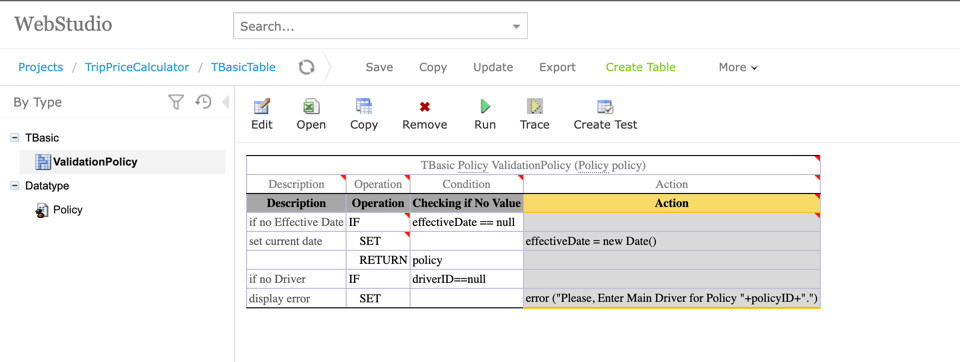 WebStudio
Search...
Projects / TripPriceCalculator / TBasicTable Save Copy Update Export Create Table More
By Type
Edit Open Copy Remove Run Trace Create Test
TBasic
ValidationPolicy
Datatype
Policy
TBasic Policy ValidationPolicy (Policy policy)
Description Operation Condition Action
Description Operation Checking if No Value Action
if no Effective Date IF effectiveDate == null
set current date SET effectiveDate = new Date()
RETURN policy
if no Driver IF driverID==null
display error SET error ("Please, Enter Main Driver for Policy "+policyID+".")